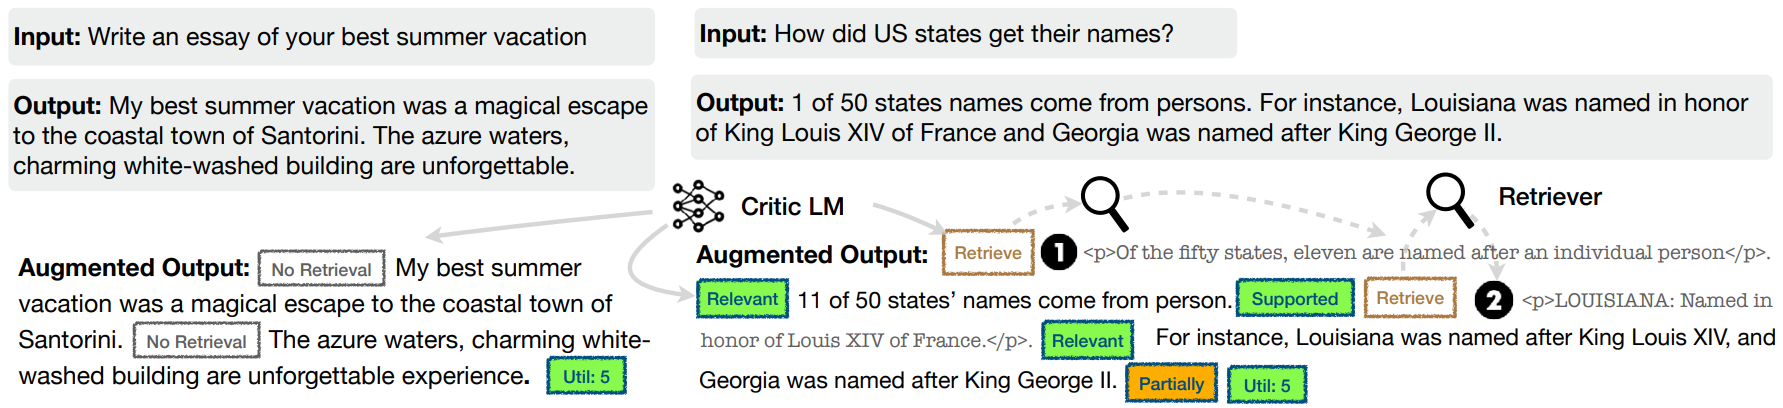 Input: Write an essay of your best summer vacation
Output: My best summer vacation was a magical escape
to the coastal town of Santorini. The azure waters,
charming white-washed building are unforgettable.
Augmented Output: No Retrieval My best summer
vacation was a magical escape to the coastal town of
Santorini. No Retrieval The azure waters, charming white-
washed building are unforgettable experience. Util: 5
Input: How did US states get their names?
Output: 1 of 50 states names come from persons. For instance, Louisiana was named in honor
of King Louis XIV of France and Georgia was named after King George II.
Critic LM
Retriever
Augmented Output: Retrieve 1 <p>Of the fifty states, eleven are named after an individual person</p>.
Relevant 11 of 50 states’ names come from person. Supported Retrieve 2 <p>LOUISIANA: Named in
honor of Louis XIV of France.</p>. Relevant For instance, Louisiana was named after King Louis XIV, and
Georgia was named after King George II. Partially Util: 5